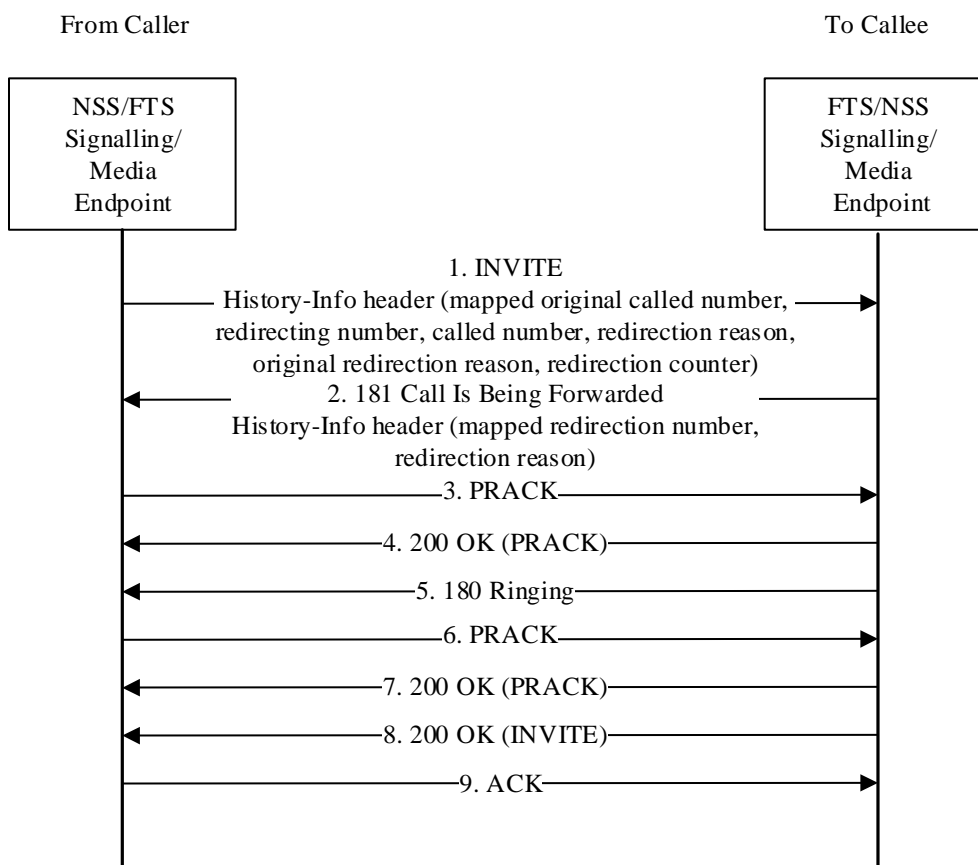 From Caller
To Callee
NSS/FTS
Signalling/
Media
Endpoint
FTS/NSS
Signalling/
Media
Endpoint
1. INVITE
History-Info header (mapped original called number,
redirecting number, called number, redirection reason,
original redirection reason, redirection counter)
2. 181 Call Is Being Forwarded
History-Info header (mapped redirection number,
redirection reason)
3. PRACK
4. 200 OK (PRACK)
5. 180 Ringing
6. PRACK
7. 200 OK (PRACK)
8. 200 OK (INVITE)
9. ACK